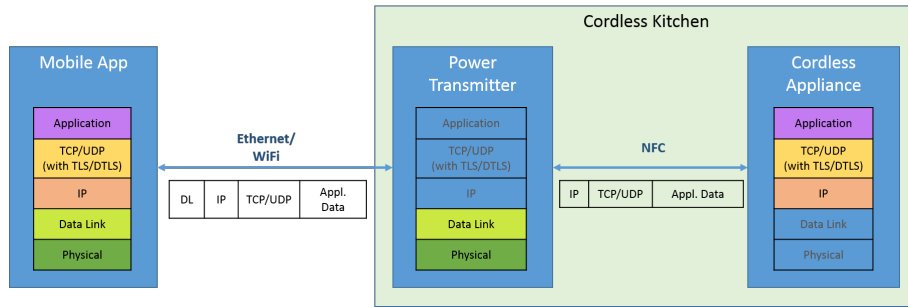 Cordless Kitchen
Mobile App
Application
TCP/UDP
(with TLS/DTLS)
IP
Data Link
Physical
Ethernet/
WiFi
DL IP TCP/UDP Appl.
Data
Power
Transmitter
Application
TCP/UDP
(with TLS/DTLS)
IP
Data Link
Physical
NFC
IP TCP/UDP Appl. Data
Cordless
Appliance
Application
TCP/UDP
(with TLS/DTLS)
IP
Data Link
Physical